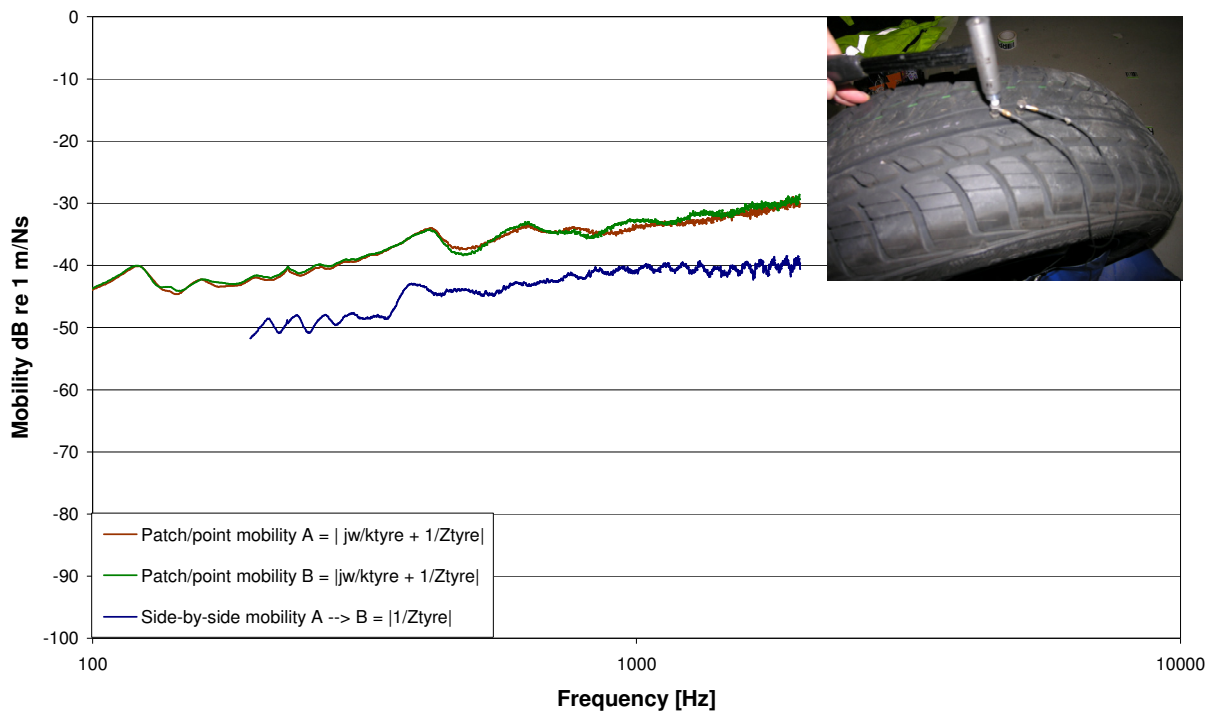 0
-10
-20
-30
-40
-50
-60
-70
-80
-90
-100
Mobility dB re 1 m/Ns
Patch/point mobility A = | jw/ktyre + 1/Ztyre|
Patch/point mobility B = |jw/ktyre + 1/Ztyre|
Side-by-side mobility A --> B = |1/Ztyre|
100 1000 10000
Frequency [Hz]